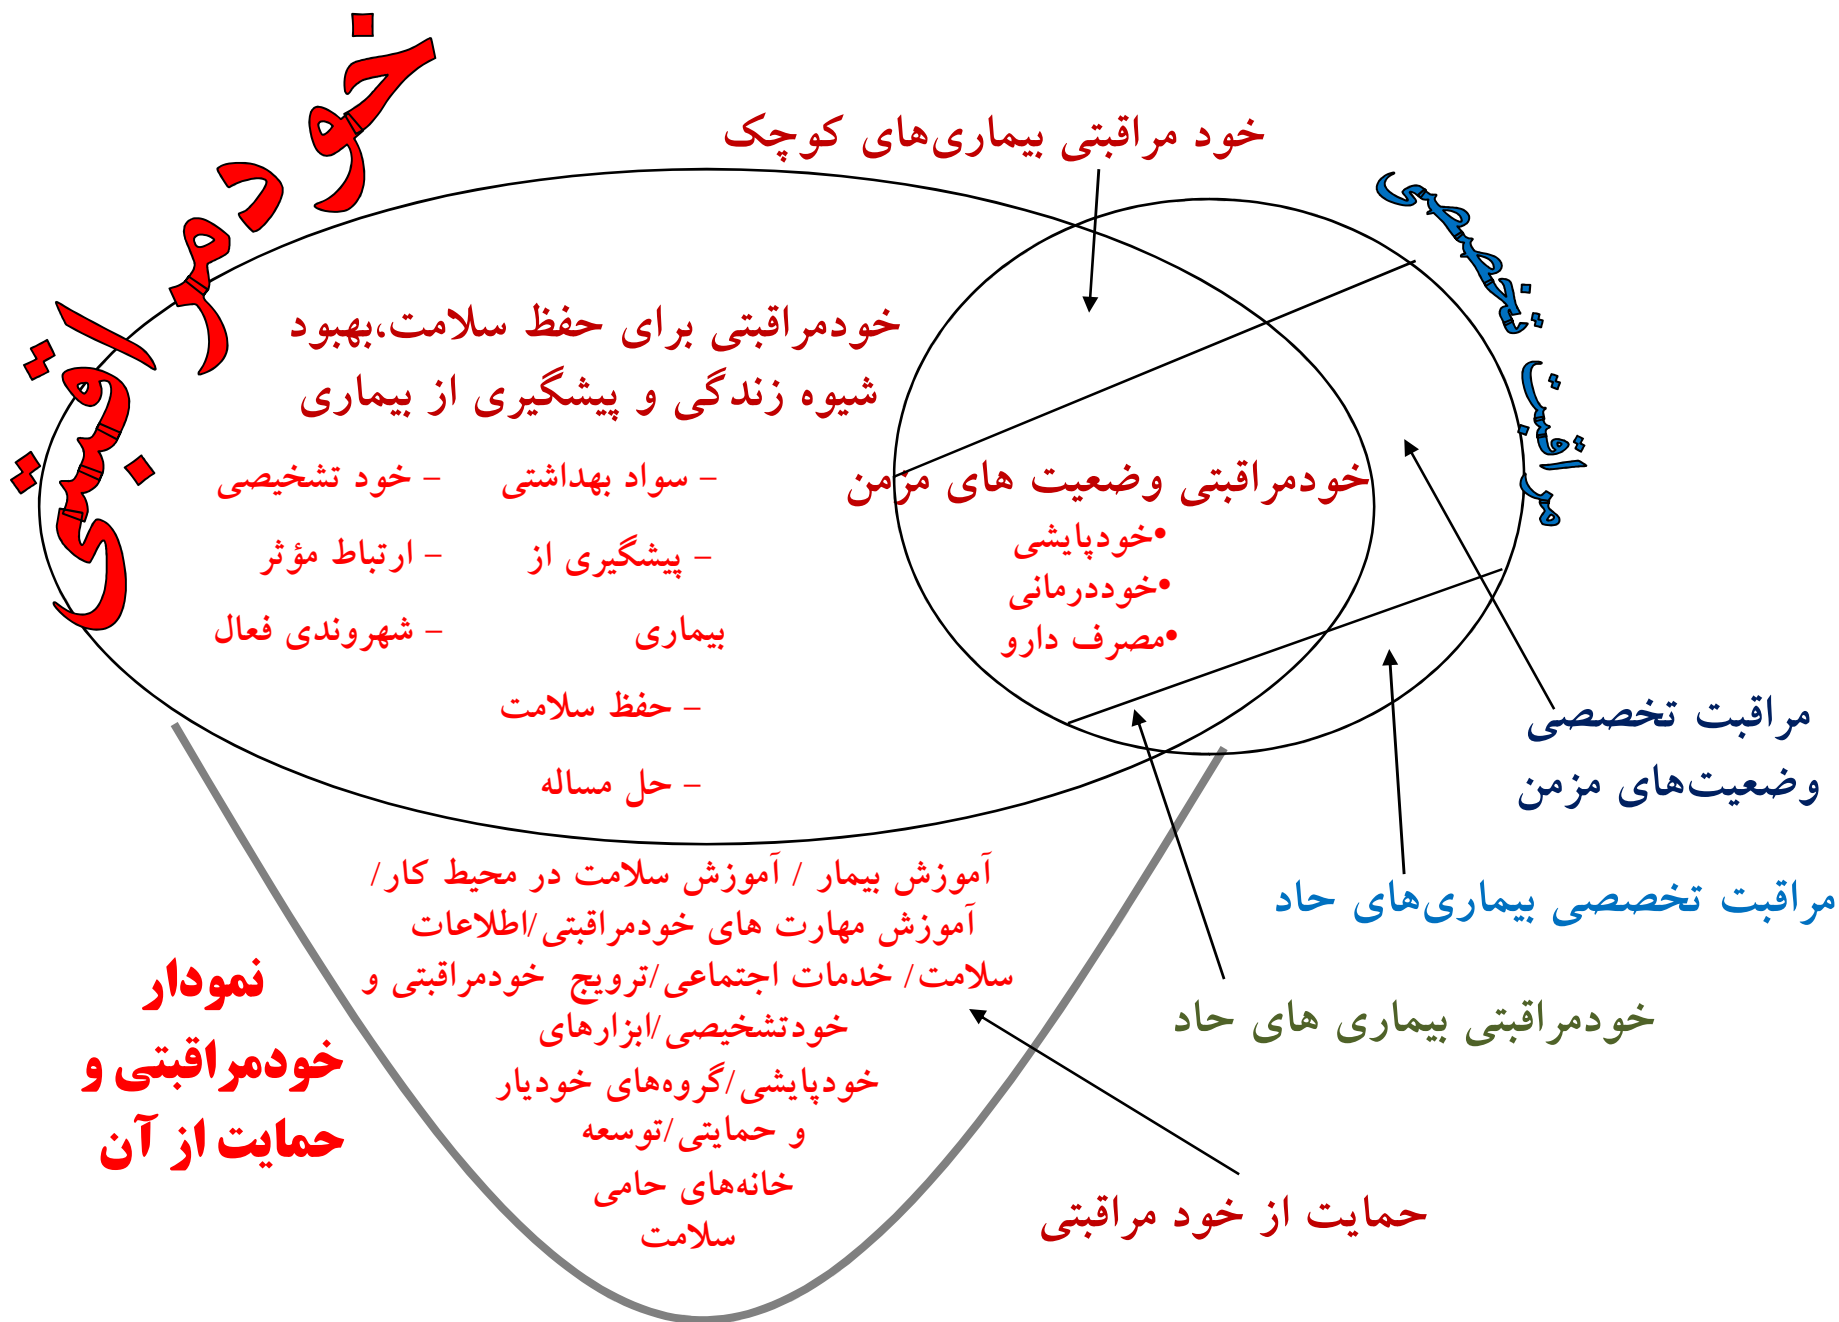 خودمراقبتی
خود مراقبتی بیماری‌های کوچک
مراقبت تخصصی
خودمراقبتی برای حفظ سلامت،بهبود
شیوه زندگی و پیشگیری از بیماری
– سواد بهداشتی
– پیشگیری از
بیماری
– حفظ سلامت
– حل مساله
– خود تشخیصی
– ارتباط مؤثر
– شهروندی فعال
خودمراقبتی وضعیت های مزمن
•خودپایشی
•خوددرمانی
•مصرف دارو
مراقبت تخصصی
وضعیت‌های مزمن
مراقبت تخصصی بیماری‌های حاد
خودمراقبتی بیماری های حاد
آموزش بیمار / آموزش سلامت در محیط کار/
آموزش مهارت های خودمراقبتی/اطلاعات
سلامت/ خدمات اجتماعی/ترویج خودمراقبتی و
خودتشخیصی/ابزارهای
خودپایشی/گروه‌های خودیار
و حمایتی/توسعه
خانه‌های حامی
سلامت
حمایت از خود مراقبتی
نمودار
خودمراقبتی و
حمایت از آن